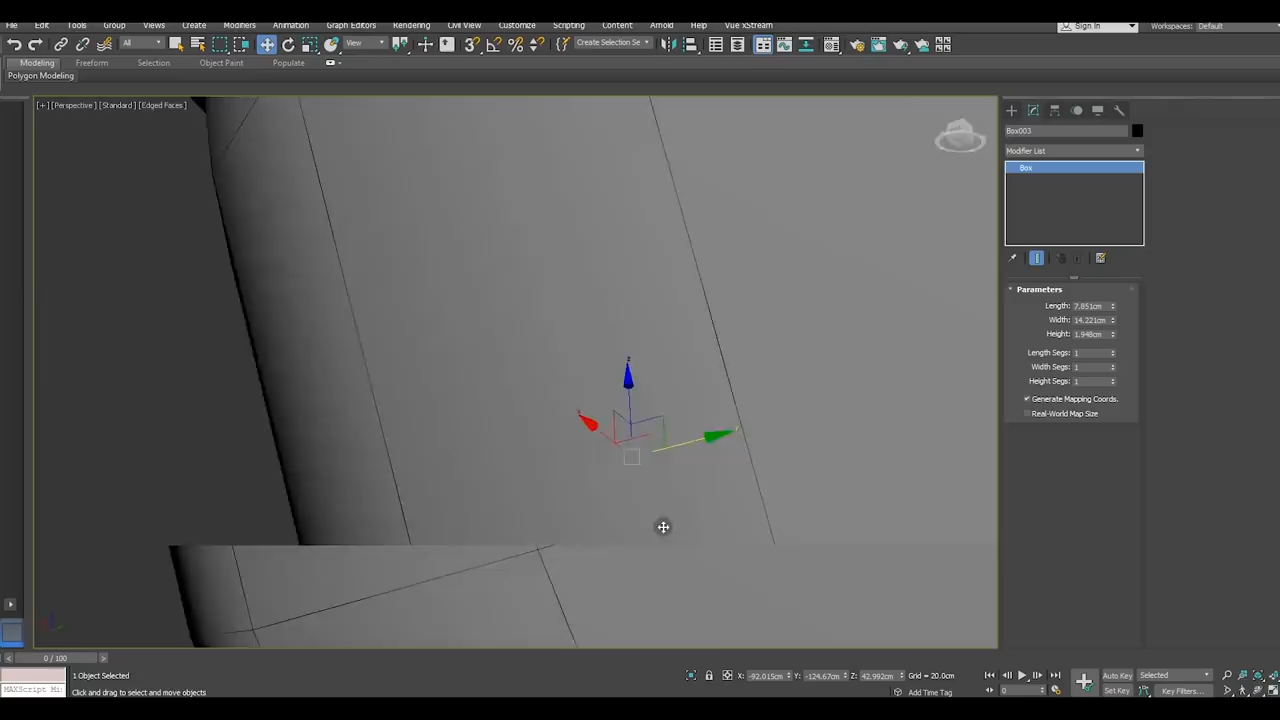 File Edit Tools Group Views Create Modifiers Animation Graph Editors Rendering Civil View Customize Scripting Content Arnold Help Vue xStream
Sign In Workspaces: Default
All View Create Selection Se
Modeling Freeform Selection Object Paint Populate
Polygon Modeling
[+] [Perspective] [Standard] [Edged Faces]
Box003
Modifier List
Box
Parameters
Length: 7.851cm
Width: 14.221cm
Height: 1.948cm
Length Segs: 1
Width Segs: 1
Height Segs: 1
Generate Mapping Coords.
Real-World Map Size
0 / 100
1 Object Selected
X: -92.015cm Y: -124.67cm Z: 42.992cm Grid = 20.0cm
Auto Key Selected
MAXScript Mi
Click and drag to select and move objects
Add Time Tag
0
Set Key Key Filters...